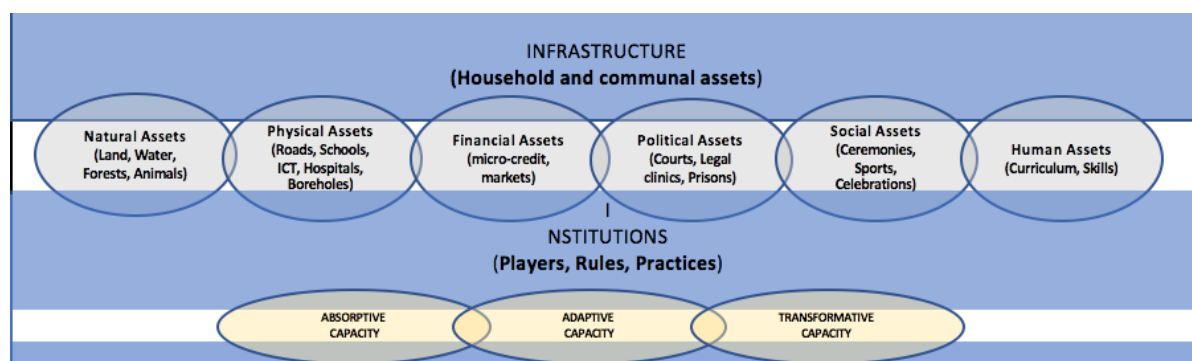 INFRASTRUCTURE
(Household and communal assets)
Natural Assets
(Land, Water,
Forests, Animals)
Physical Assets
(Roads, Schools,
ICT, Hospitals,
Boreholes)
Financial Assets
(micro-credit,
markets)
Political Assets
(Courts, Legal
clinics, Prisons)
Social Assets
(Ceremonies,
Sports,
Celebrations)
Human Assets
(Curriculum, Skills)
I
NSTITUTIONS
(Players, Rules, Practices)
ABSORPTIVE
CAPACITY
ADAPTIVE
CAPACITY
TRANSFORMATIVE
CAPACITY